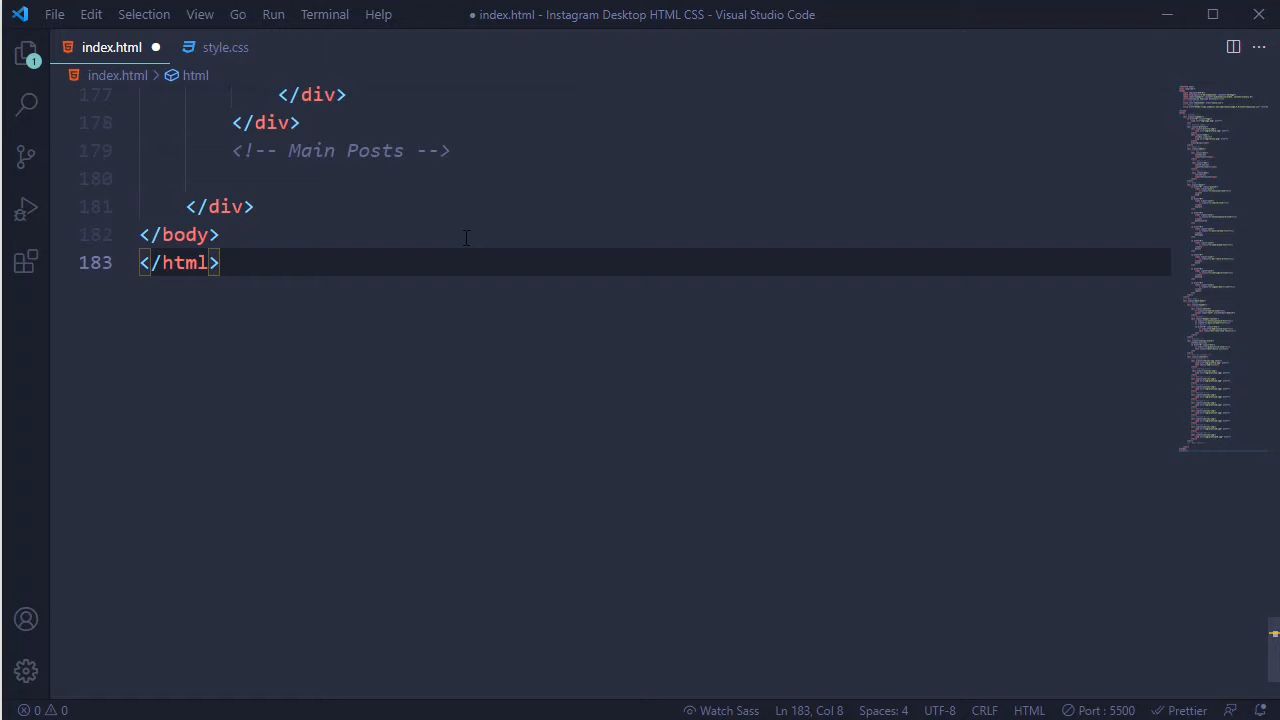 File Edit Selection View Go Run Terminal Help ● index.html - Instagram Desktop HTML CSS - Visual Studio Code
index.html ● style.css
index.html > html
1
177 </div>
178 </div>
179 <!-- Main Posts -->
180
181 </div>
182 </body>
183 </html>
0 0 Watch Sass Ln 183, Col 8 Spaces: 4 UTF-8 CRLF HTML Port : 5500 Prettier